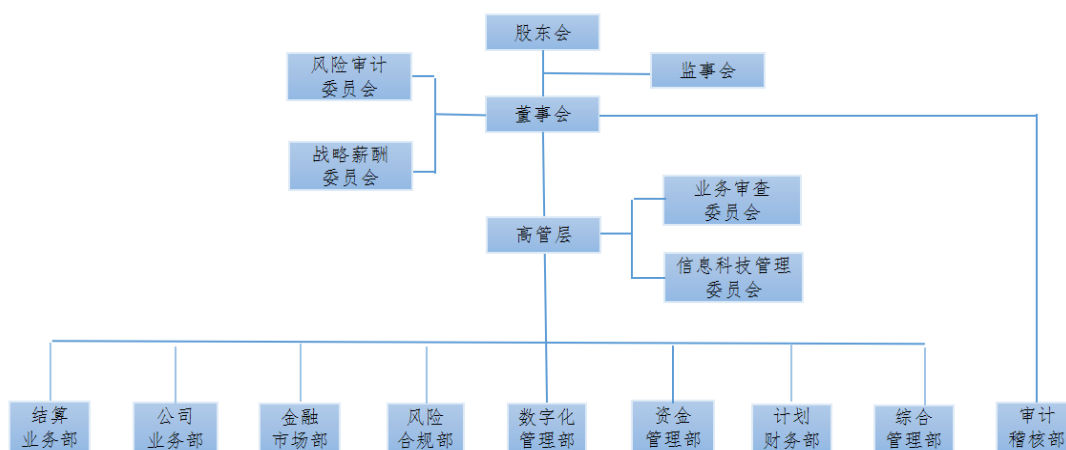 股东会
风险审计
委员会
监事会
董事会
战略薪酬
委员会
业务审查
委员会
高管层
信息科技管理
委员会
结算
业务部
公司
业务部
金融
市场部
风险
合规部
数字化
管理部
资金
管理部
计划
财务部
综合
管理部
审计
稽核部